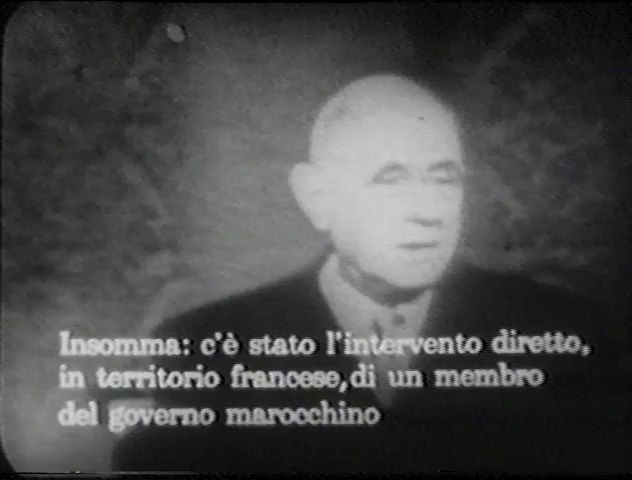 Insomma: c'è stato l'intervento diretto,
in territorio francese, di un membro
del governo marocchino